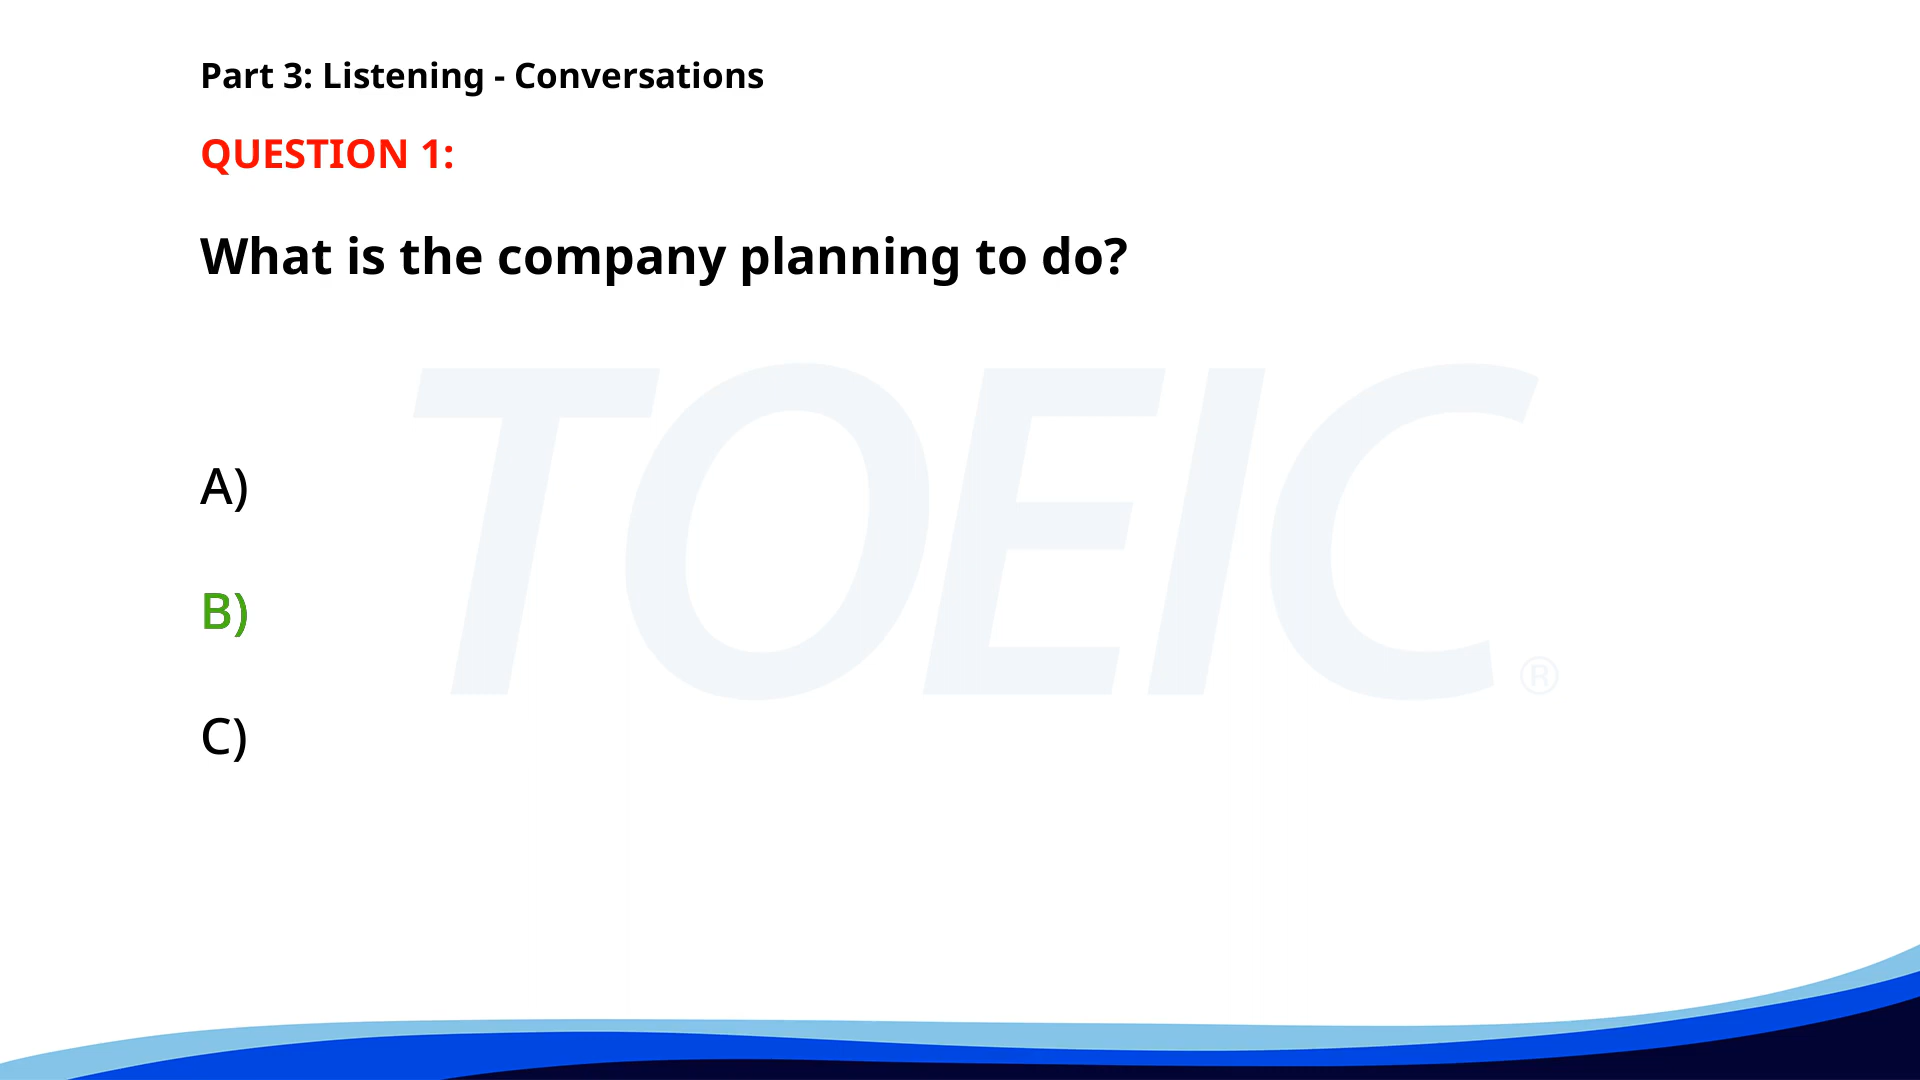 Part 3: Listening - Conversations
QUESTION 1:
What is the company planning to do?
TOEIC®
A)
B)
C)